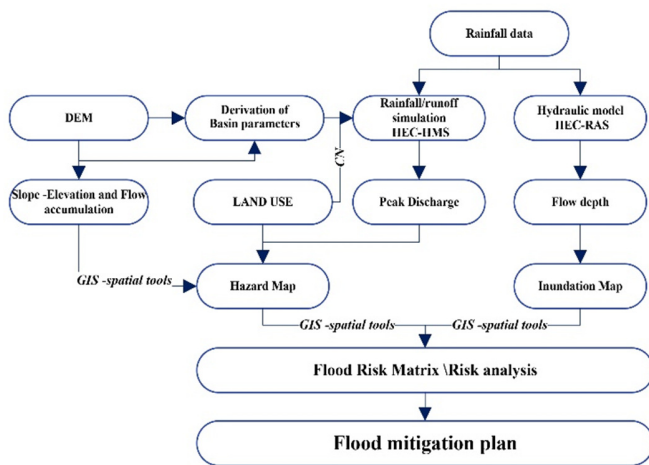 Rainfall data
DEM
Derivation of
Basin parameters
Rainfall/runoff
simulation
HEC-HMS
Hydraulic model
HEC-RAS
CN
Slope -Elevation and Flow
accumulation
LAND USE
Peak Discharge
Flow depth
GIS -spatial tools
Hazard Map
Inundation Map
GIS -spatial tools
GIS -spatial tools
Flood Risk Matrix \Risk analysis
Flood mitigation plan